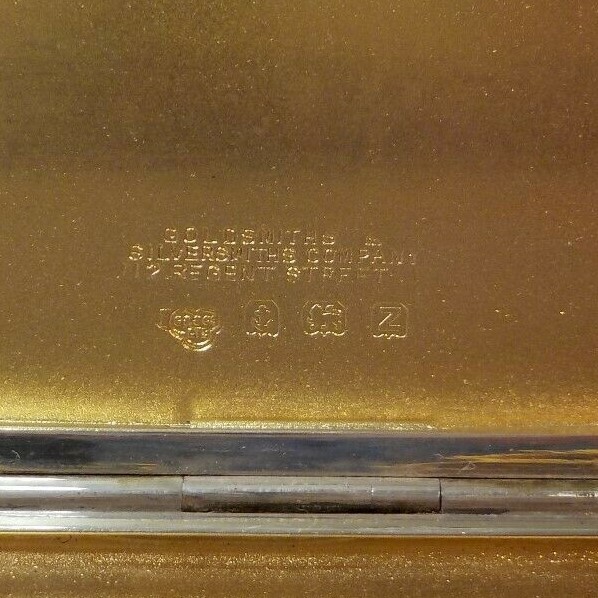 GOLDSMITHS &
SILVERSMITHS COMPANY
112, REGENT STREET
Z